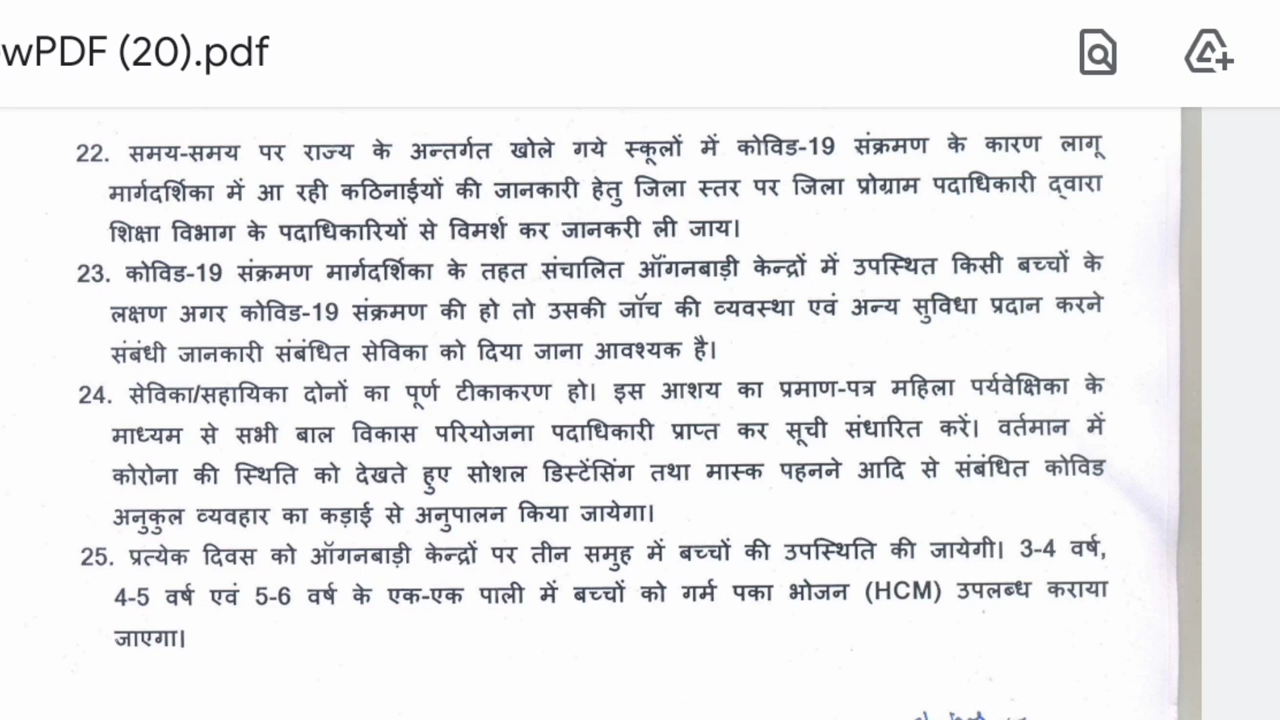 wPDF (20).pdf
22. समय-समय पर राज्य के अन्तर्गत खोले गये स्कूलों में कोविड-19 संक्रमण के कारण लागू
मार्गदर्शिका में आ रही कठिनाईयों की जानकारी हेतु जिला स्तर पर जिला प्रोग्राम पदाधिकारी द्वारा
शिक्षा विभाग के पदाधिकारियों से विमर्श कर जानकरी ली जाय।
23. कोविड-19 संक्रमण मार्गदर्शिका के तहत संचालित ऑंगनबाड़ी केन्द्रों में उपस्थित किसी बच्चों के
लक्षण अगर कोविड-19 संक्रमण की हो तो उसकी जॉच की व्यवस्था एवं अन्य सुविधा प्रदान करने
संबंधी जानकारी संबंधित सेविका को दिया जाना आवश्यक है।
24. सेविका/सहायिका दोनों का पूर्ण टीकाकरण हो। इस आशय का प्रमाण-पत्र महिला पर्यवेक्षिका के
माध्यम से सभी बाल विकास परियोजना पदाधिकारी प्राप्त कर सूची संधारित करें। वर्तमान में
कोरोना की स्थिति को देखते हुए सोशल डिस्टेंसिंग तथा मास्क पहनने आदि से संबंधित कोविड
अनुकुल व्यवहार का कड़ाई से अनुपालन किया जायेगा।
25. प्रत्येक दिवस को ऑगनबाड़ी केन्द्रों पर तीन समुह में बच्चों की उपस्थिति की जायेगी। 3-4 वर्ष,
4-5 वर्ष एवं 5-6 वर्ष के एक-एक पाली में बच्चों को गर्म पका भोजन (HCM) उपलब्ध कराया
जाएगा।